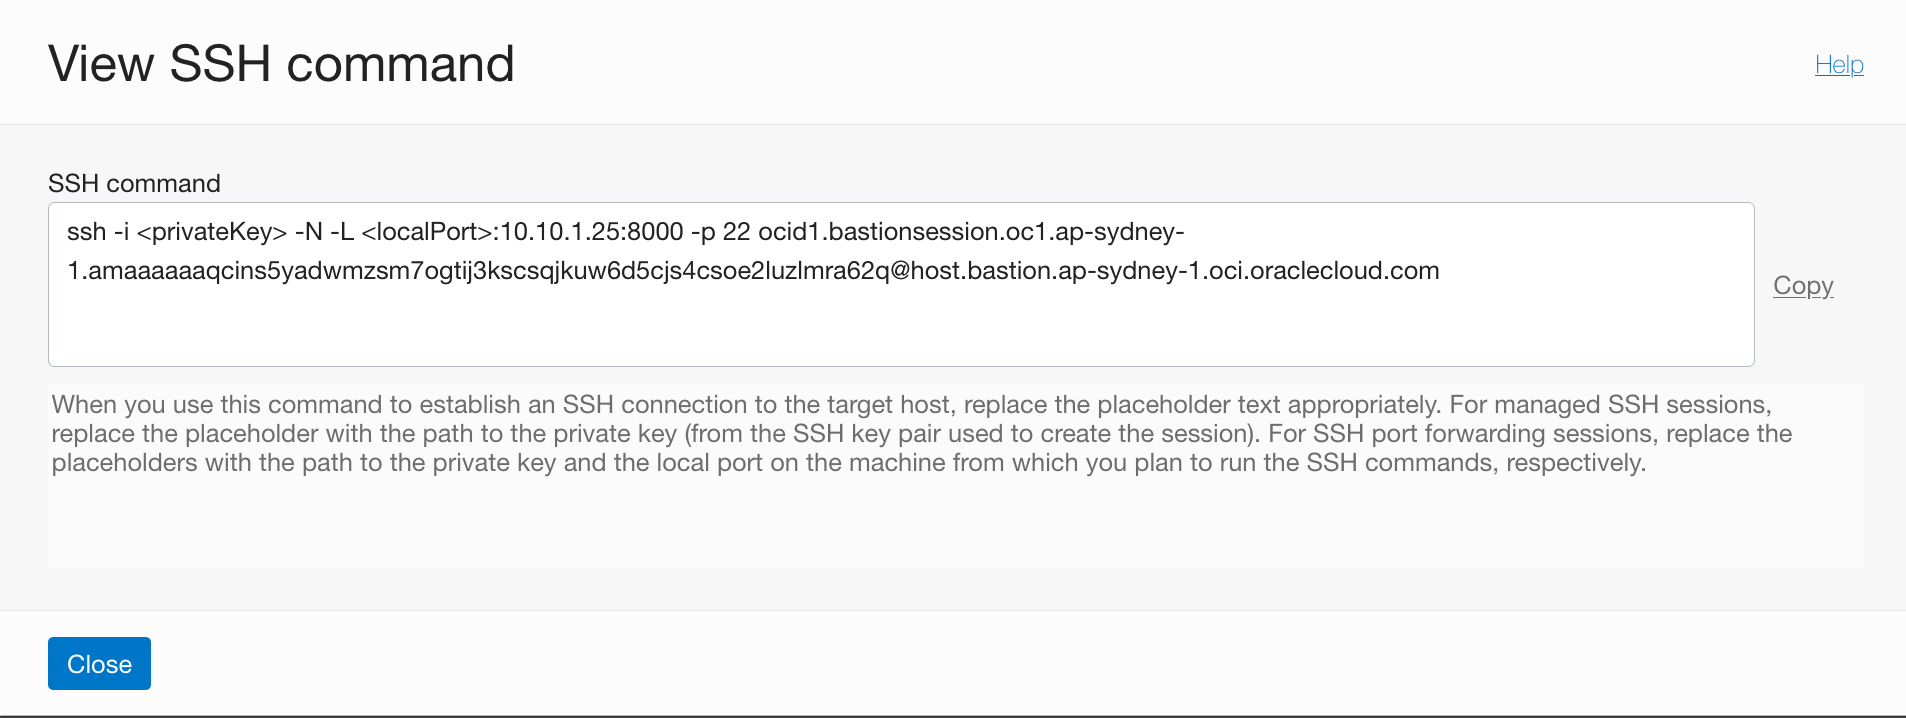 View SSH command
Help
SSH command
ssh -i <privateKey> -N -L <localPort>:10.10.1.25:8000 -p 22 ocid1.bastionsession.oc1.ap-sydney-
1.amaaaaaaqcins5yadwmzsm7ogtij3kscsqjkuw6d5cjs4csoe2luzlmra62q@host.bastion.ap-sydney-1.oci.oraclecloud.com
Copy
When you use this command to establish an SSH connection to the target host, replace the placeholder text appropriately. For managed SSH sessions,
replace the placeholder with the path to the private key (from the SSH key pair used to create the session). For SSH port forwarding sessions, replace the
placeholders with the path to the private key and the local port on the machine from which you plan to run the SSH commands, respectively.
Close